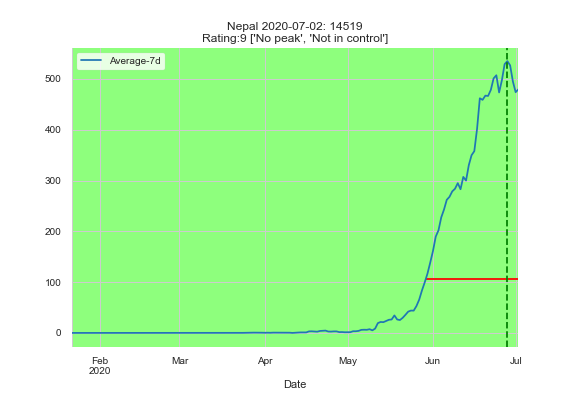 Nepal 2020-07-02: 14519
Rating:9 ['No peak', 'Not in control']
Average-7d
500
400
300
200
100
0
Feb
2020
Mar
Apr
May
Jun
Jul
Date